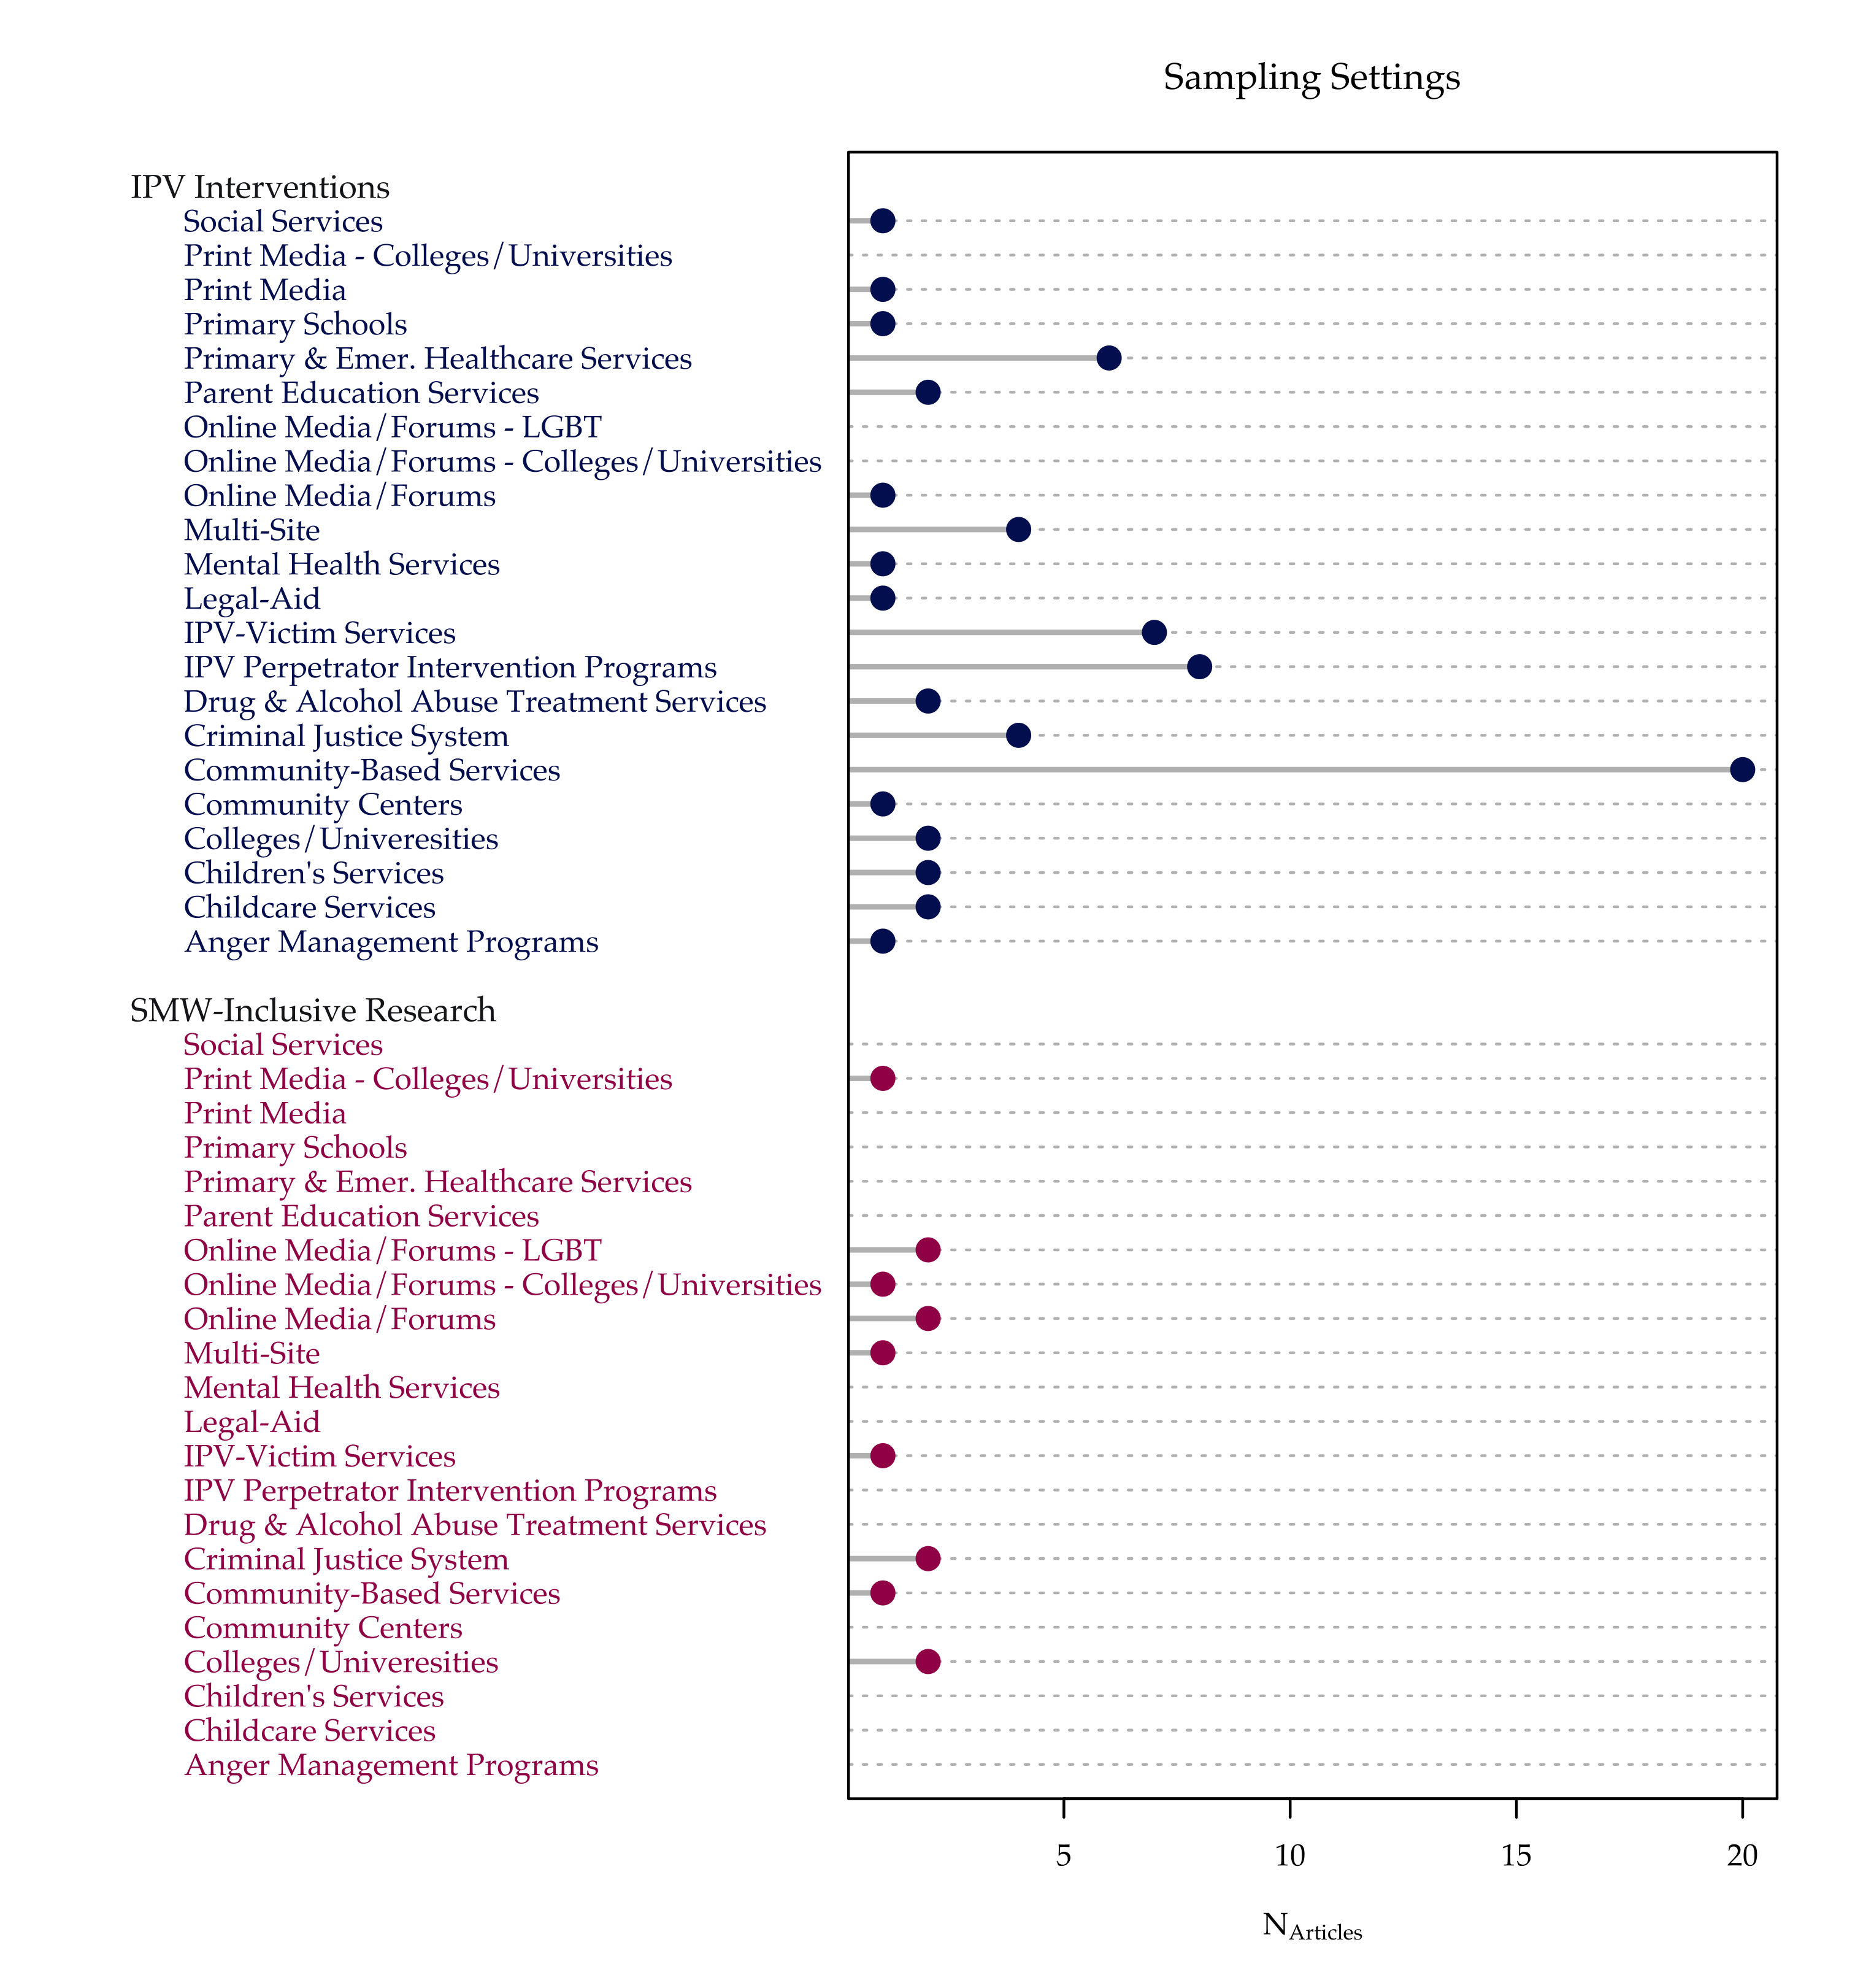 Sampling Settings
IPV Interventions
Social Services
Print Media - Colleges/Universities
Print Media
Primary Schools
Primary & Emer. Healthcare Services
Parent Education Services
Online Media/Forums - LGBT
Online Media/Forums - Colleges/Universities
Online Media/Forums
Multi-Site
Mental Health Services
Legal-Aid
IPV-Victim Services
IPV Perpetrator Intervention Programs
Drug & Alcohol Abuse Treatment Services
Criminal Justice System
Community-Based Services
Community Centers
Colleges/Univeresities
Children's Services
Childcare Services
Anger Management Programs
SMW-Inclusive Research
Social Services
Print Media - Colleges/Universities
Print Media
Primary Schools
Primary & Emer. Healthcare Services
Parent Education Services
Online Media/Forums - LGBT
Online Media/Forums - Colleges/Universities
Online Media/Forums
Multi-Site
Mental Health Services
Legal-Aid
IPV-Victim Services
IPV Perpetrator Intervention Programs
Drug & Alcohol Abuse Treatment Services
Criminal Justice System
Community-Based Services
Community Centers
Colleges/Univeresities
Children's Services
Childcare Services
Anger Management Programs
5 10 15 20
NArticles